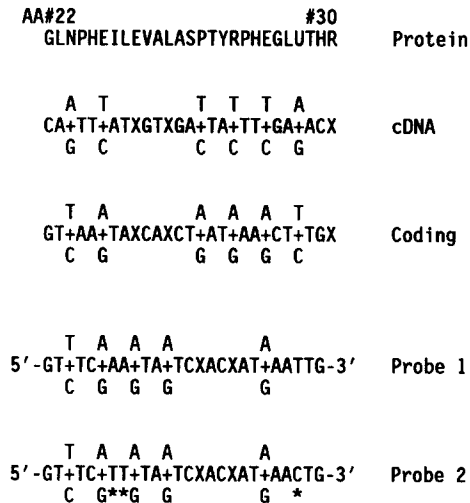 AA#22 #30
GLNPHEILEVALASPTYRPHEGLUTHR Protein
A T T T T A
CA+TT+ATXGTXGA+TA+TT+GA+ACX cDNA
G C C C C G
T A A A A T
GT+AA+TAXCAXCT+AT+AA+CT+TGX Coding
C G G G G C
T A A A A
5'-GT+TC+AA+TA+TCXACXAT+AATTG-3' Probe 1
C G G G G
T A A A A
5'-GT+TC+TT+TA+TCXACXAT+AACTG-3' Probe 2
C G**G G G *